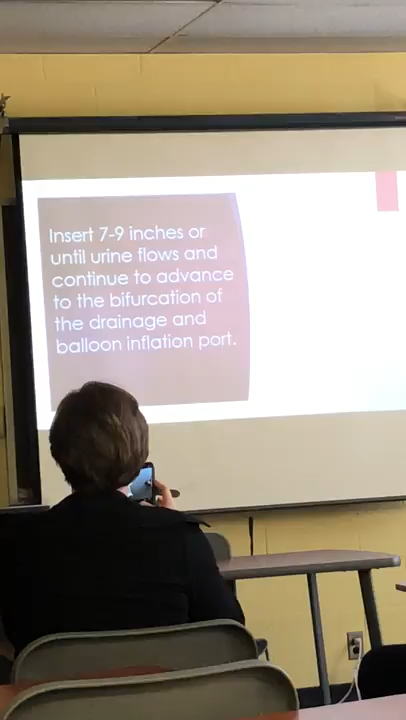 Insert 7-9 inches or
until urine flows and
continue to advance
to the bifurcation of
the drainage and
balloon inflation port.